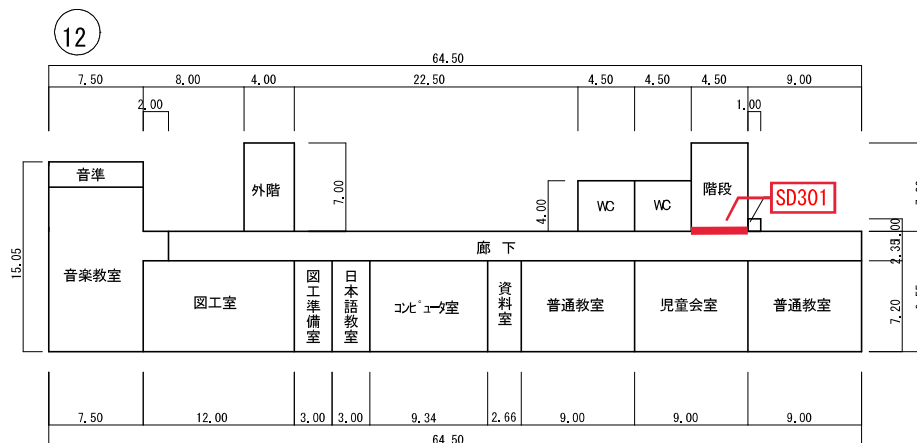 12
64.50
7.50 8.00 4.00 22.50 4.50 4.50 4.50 9.00
2.00 1.00
音準
外階
7.00
4.00
WC
WC
階段
SD301
1.00
15.05
音楽教室
廊下
2.35
図工室
図工準備室
日本語教室
コンピュータ室
資料室
普通教室
児童会室
普通教室
7.20
7.50 12.00 3.00 3.00 9.34 2.66 9.00 9.00 9.00
64.50